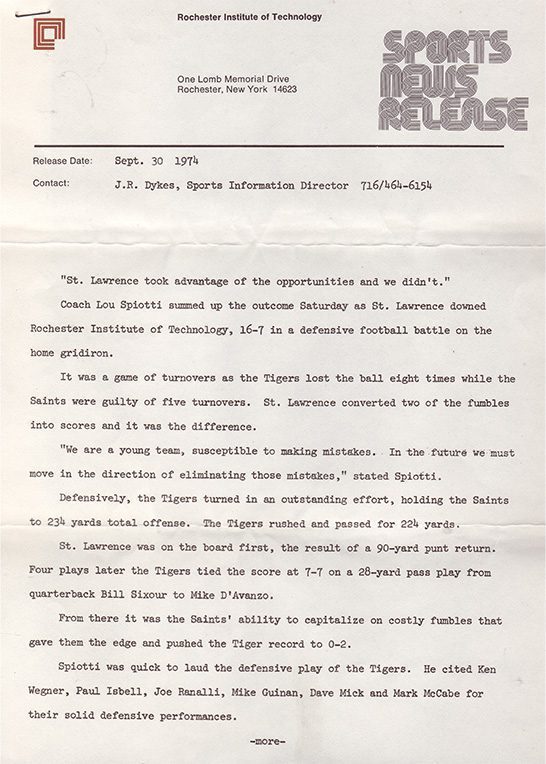 Rochester Institute of Technology
SPORTS
NEWS
RELEASE
One Lomb Memorial Drive
Rochester, New York 14623
Release Date: Sept. 30 1974
Contact: J.R. Dykes, Sports Information Director 716/464-6154
"St. Lawrence took advantage of the opportunities and we didn't."
Coach Lou Spiotti summed up the outcome Saturday as St. Lawrence downed
Rochester Institute of Technology, 16-7 in a defensive football battle on the
home gridiron.
It was a game of turnovers as the Tigers lost the ball eight times while the
Saints were guilty of five turnovers. St. Lawrence converted two of the fumbles
into scores and it was the difference.
"We are a young team, susceptible to making mistakes. In the future we must
move in the direction of eliminating those mistakes," stated Spiotti.
Defensively, the Tigers turned in an outstanding effort, holding the Saints
to 234 yards total offense. The Tigers rushed and passed for 224 yards.
St. Lawrence was on the board first, the result of a 90-yard punt return.
Four plays later the Tigers tied the score at 7-7 on a 28-yard pass play from
quarterback Bill Sixour to Mike D'Avanzo.
From there it was the Saints' ability to capitalize on costly fumbles that
gave them the edge and pushed the Tiger record to 0-2.
Spiotti was quick to laud the defensive play of the Tigers. He cited Ken
Wegner, Paul Isbell, Joe Ranalli, Mike Guinan, Dave Mick and Mark McCabe for
their solid defensive performances.
-more-